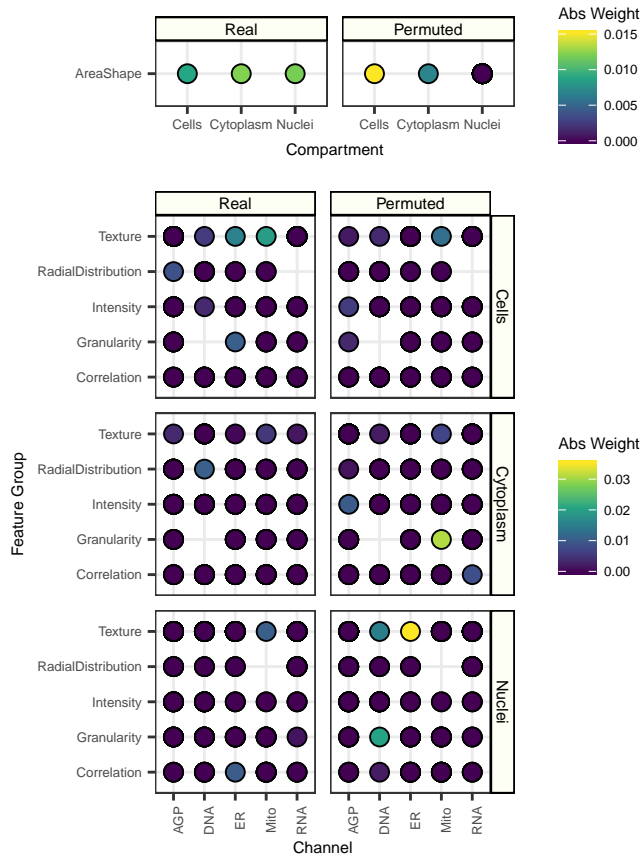 Real
Permuted
AreaShape
Cells
Cytoplasm
Nuclei
Cells
Cytoplasm
Nuclei
Compartment
Abs Weight
0.015
0.010
0.005
0.000
Real
Permuted
Texture
RadialDistribution
Intensity
Granularity
Correlation
Cells
Texture
RadialDistribution
Intensity
Granularity
Correlation
Cytoplasm
Texture
RadialDistribution
Intensity
Granularity
Correlation
Nuclei
Feature Group
AGP
DNA
ER
Mito
RNA
AGP
DNA
ER
Mito
RNA
Channel
Abs Weight
0.03
0.02
0.01
0.00